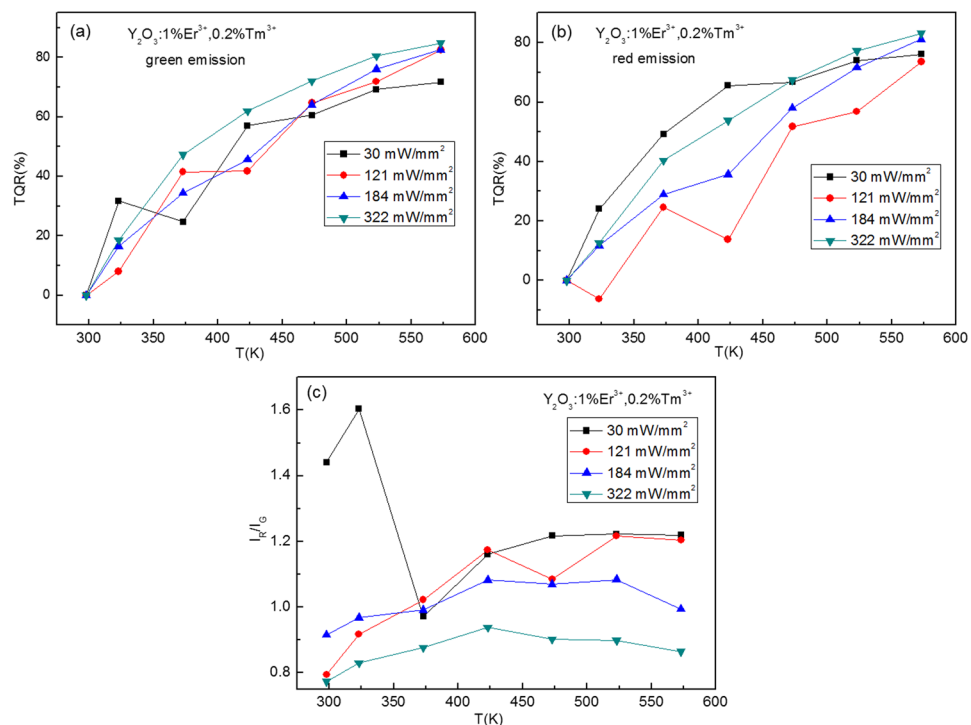 (a)
Y₂O₃:1%Er³⁺,0.2%Tm³⁺
green emission
TQR(%)
80
60
40
20
0
30 mW/mm²
121 mW/mm²
184 mW/mm²
322 mW/mm²
300 350 400 450 500 550 600
T(K)
(b)
Y₂O₃:1%Er³⁺,0.2%Tm³⁺
red emission
TQR(%)
80
60
40
20
0
30 mW/mm²
121 mW/mm²
184 mW/mm²
322 mW/mm²
300 350 400 450 500 550 600
T(K)
(c)
Y₂O₃:1%Er³⁺,0.2%Tm³⁺
I_R/I_G
1.6
1.4
1.2
1.0
0.8
30 mW/mm²
121 mW/mm²
184 mW/mm²
322 mW/mm²
300 350 400 450 500 550 600
T(K)